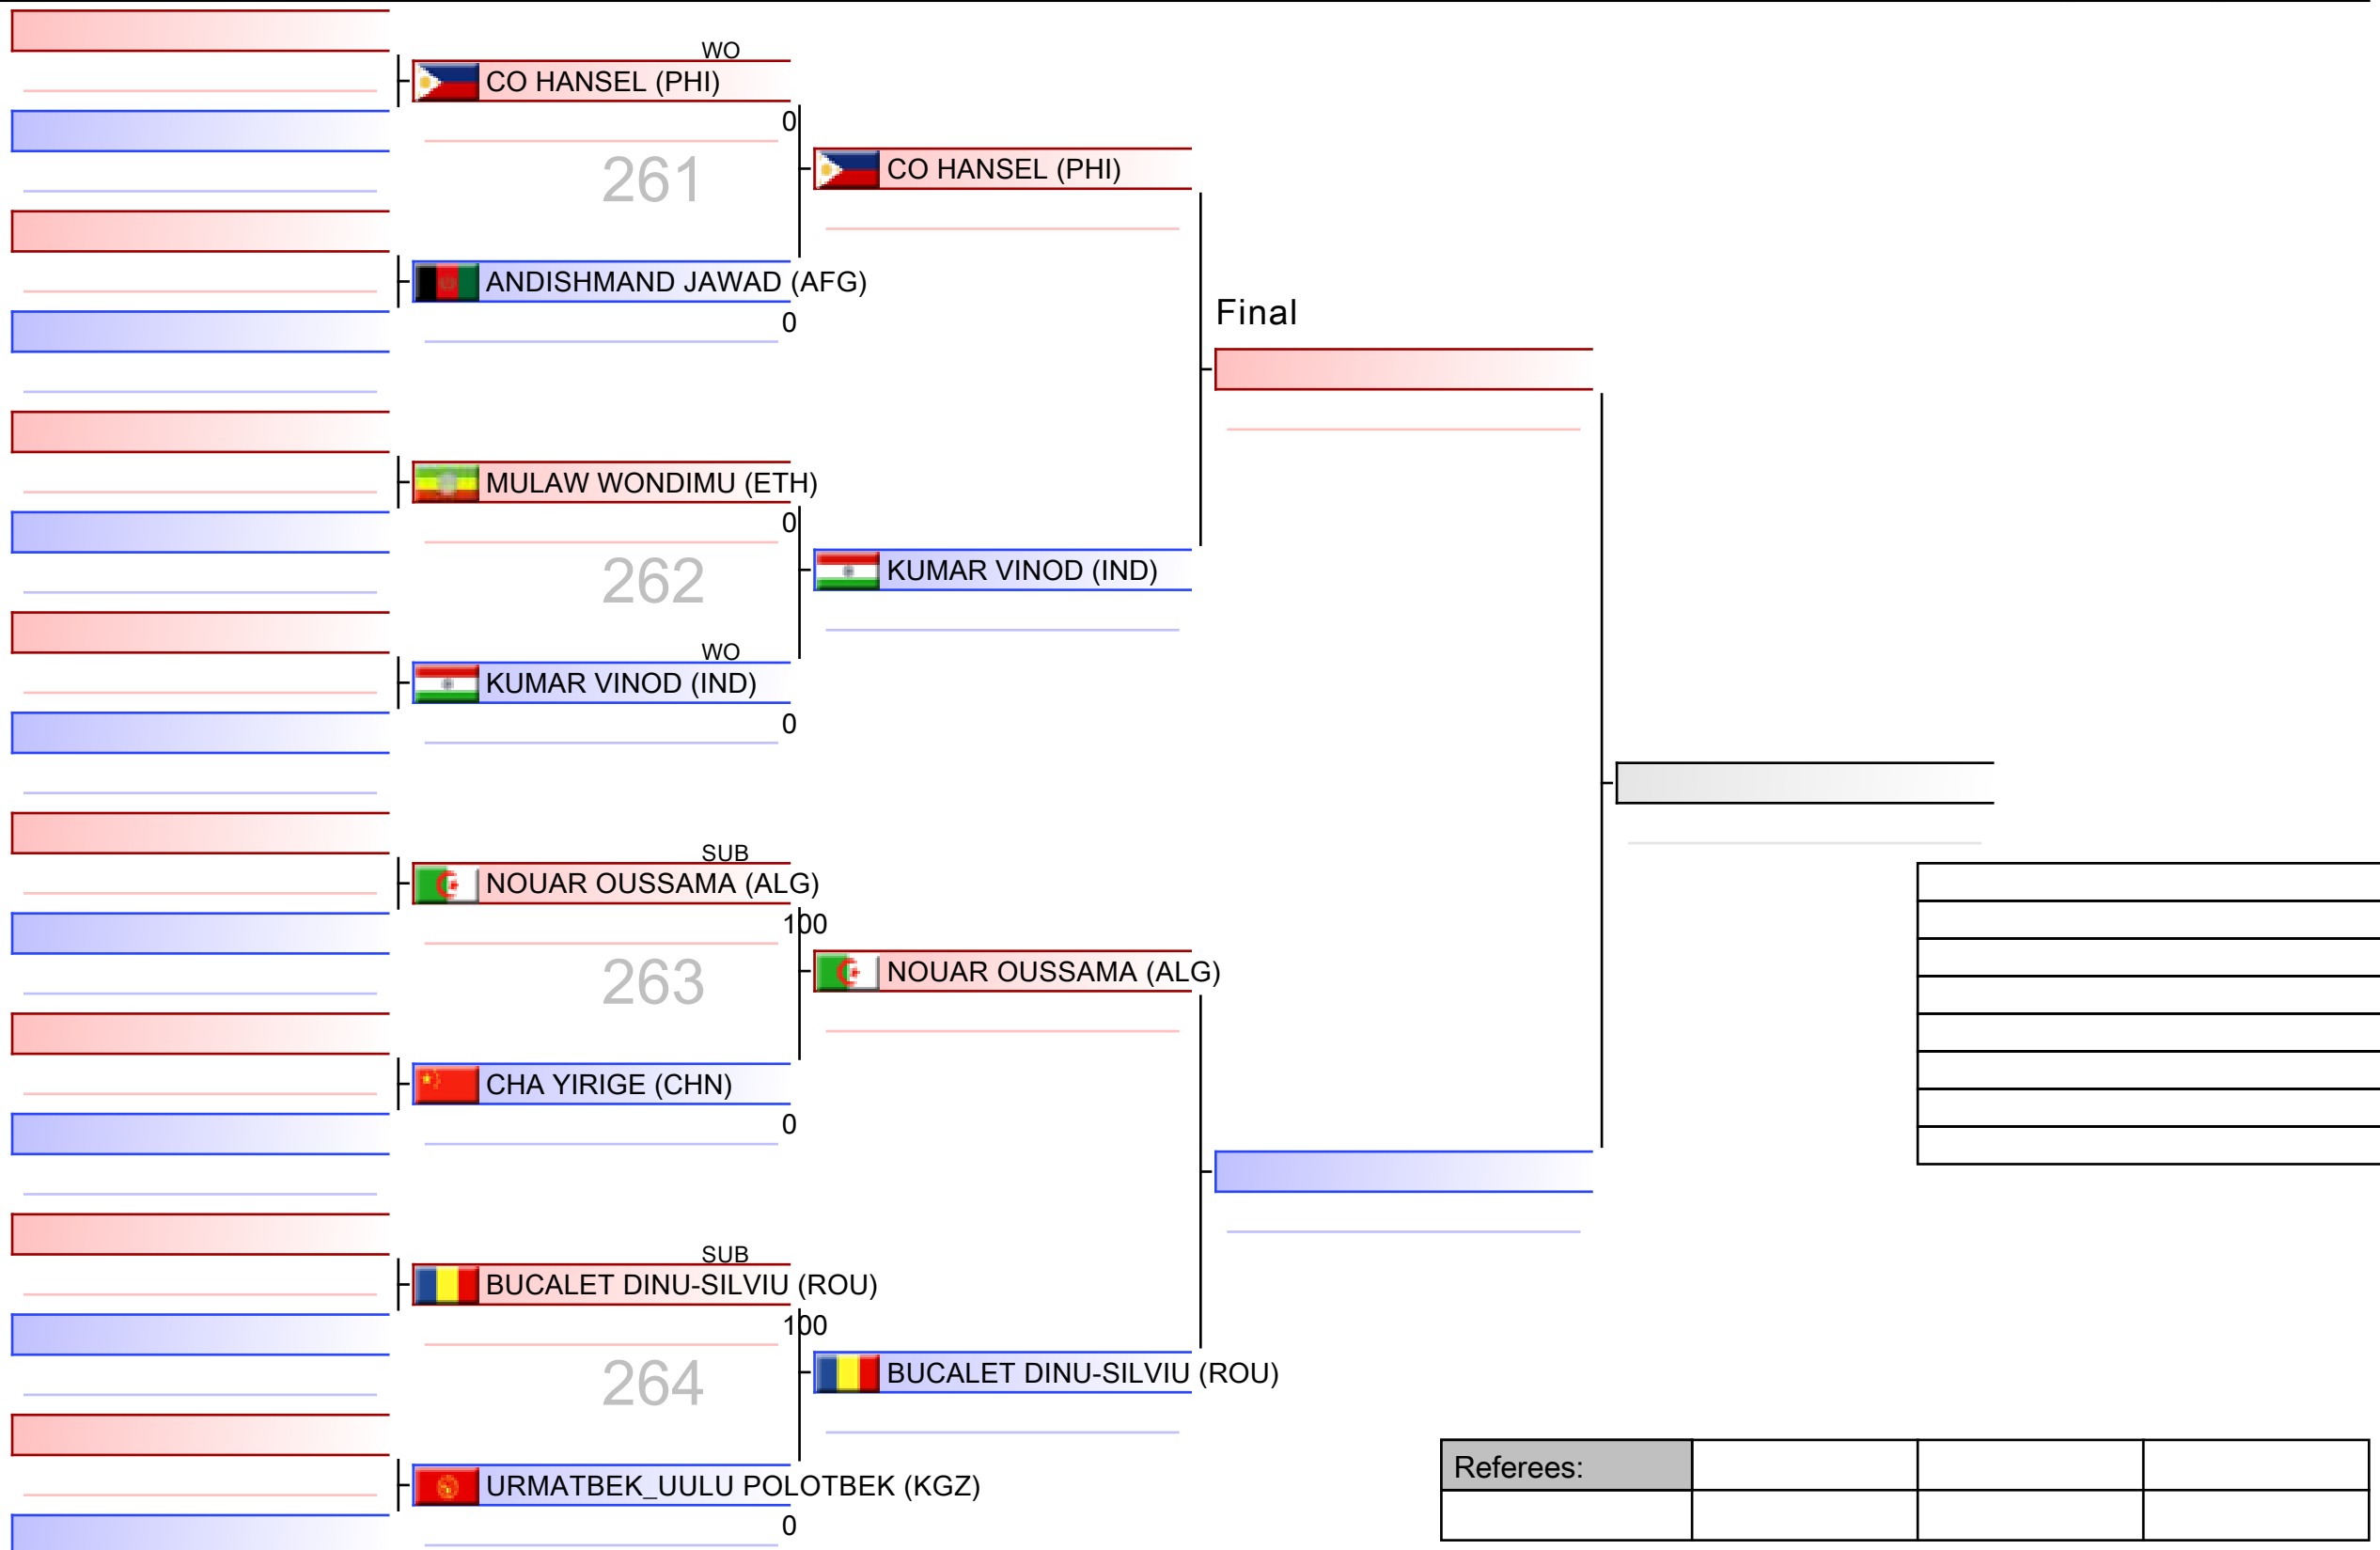 WO
CO HANSEL (PHI)
0
261
CO HANSEL (PHI)
ANDISHMAND JAWAD (AFG)
0
Final
MULAW WONDIMU (ETH)
0
262
KUMAR VINOD (IND)
WO
KUMAR VINOD (IND)
0
SUB
NOUAR OUSSAMA (ALG)
100
263
NOUAR OUSSAMA (ALG)
CHA YIRIGE (CHN)
0
SUB
BUCALET DINU-SILVIU (ROU)
100
264
BUCALET DINU-SILVIU (ROU)
URMATBEK_UULU POLOTBEK (KGZ)
0
Referees: